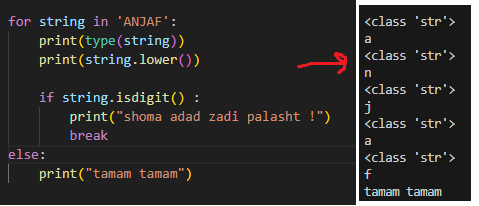 for string in 'ANJAF':
    print(type(string))
    print(string.lower())
    if string.isdigit() :
        print("shoma adad zadi palasht !")
        break
else:
    print("tamam tamam")
<class 'str'>
a
<class 'str'>
n
<class 'str'>
j
<class 'str'>
a
<class 'str'>
f
tamam tamam